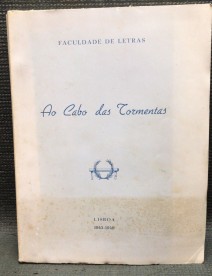 FACULDADE DE LETRAS
Ao Cabo das Tormentas
LISBOA